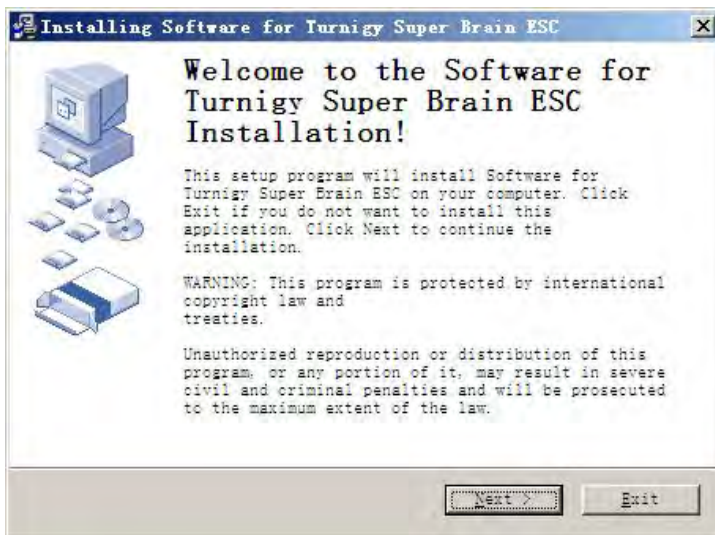 Installing Software for Turnigy Super Brain ESC
Welcome to the Software for
Turnigy Super Brain ESC
Installation!
This setup program will install Software for
Turnigy Super Brain ESC on your computer. Click
Exit if you do not want to install this
application. Click Next to continue the
installation.
WARNING: This program is protected by international
copyright law and
treaties.
Unauthorized reproduction or distribution of this
program, or any portion of it, may result in severe
civil and criminal penalties and will be prosecuted
to the maximum extent of the law.
Next >
Exit